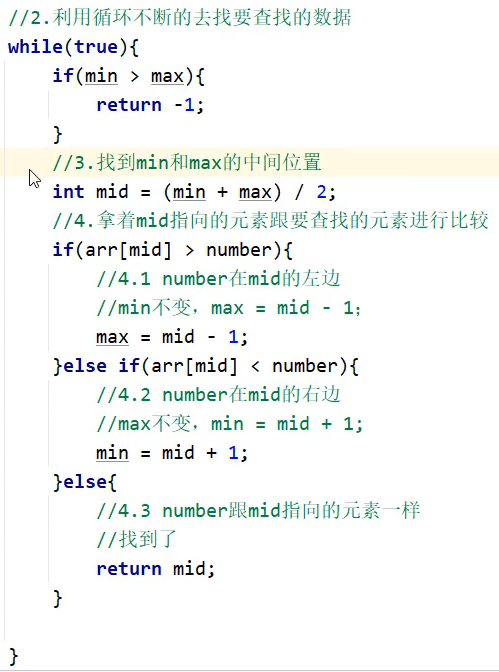 //2.利用循环不断的去找要查找的数据
while(true){
if(min > max){
return -1;
}
//3.找到min和max的中间位置
int mid = (min + max) / 2;
//4.拿着mid指向的元素跟要查找的元素进行比较
if(arr[mid] > number){
//4.1 number在mid的左边
//min不变，max = mid - 1；
max = mid - 1;
}else if(arr[mid] < number){
//4.2 number在mid的右边
//max不变，min = mid + 1;
min = mid + 1;
}else{
//4.3 number跟mid指向的元素一样
//找到了
return mid;
}
}